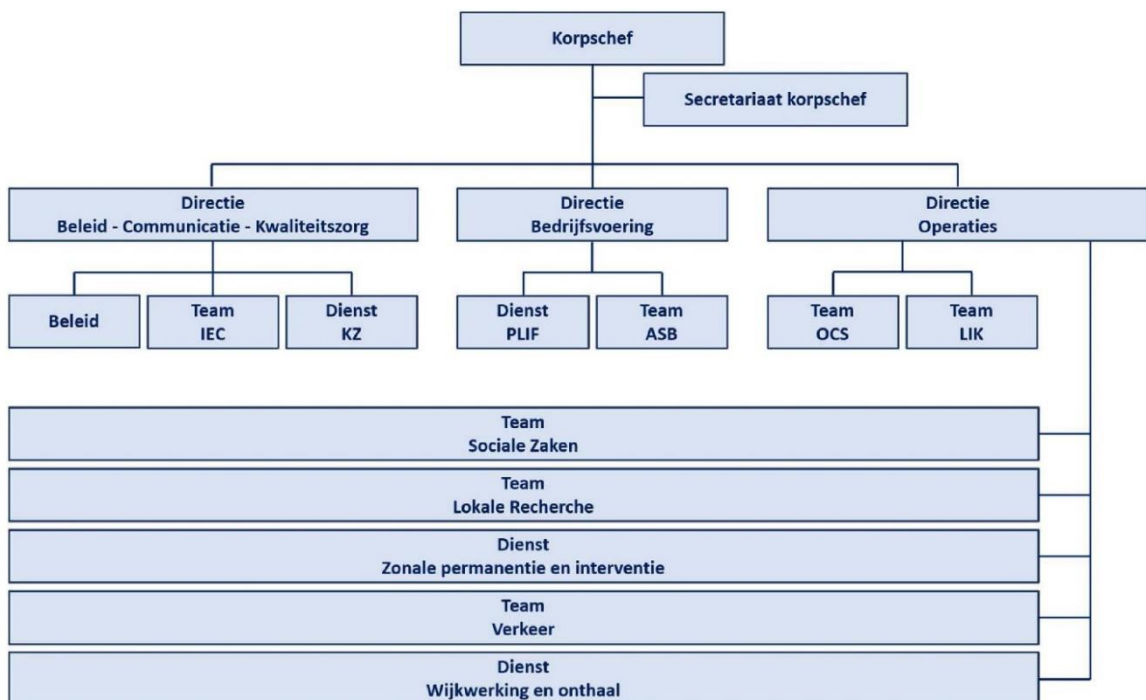 Korpschef
Secretariaat korpschef
Directie
Beleid - Communicatie - Kwaliteitszorg
Directie
Bedrijfsvoering
Directie
Operaties
Beleid
Team
IEC
Dienst
KZ
Dienst
PLIF
Team
ASB
Team
OCS
Team
LIK
Team
Sociale Zaken
Team
Lokale Recherche
Dienst
Zonale permanentie en interventie
Team
Verkeer
Dienst
Wijkwerking en onthaal